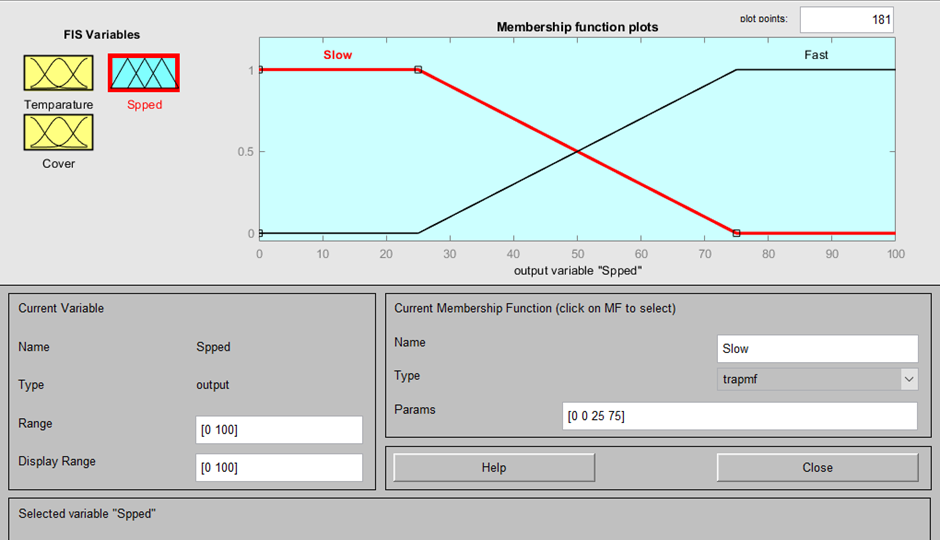 plot points: 181
FIS Variables
Membership function plots
Temparature Spped
Cover
Slow Fast
1
0.5
0
0 10 20 30 40 50 60 70 80 90 100
output variable "Spped"
Current Variable
Name Spped
Type output
Range [0 100]
Display Range [0 100]
Current Membership Function (click on MF to select)
Name Slow
Type trapmf
Params [0 0 25 75]
Help Close
Selected variable "Spped"